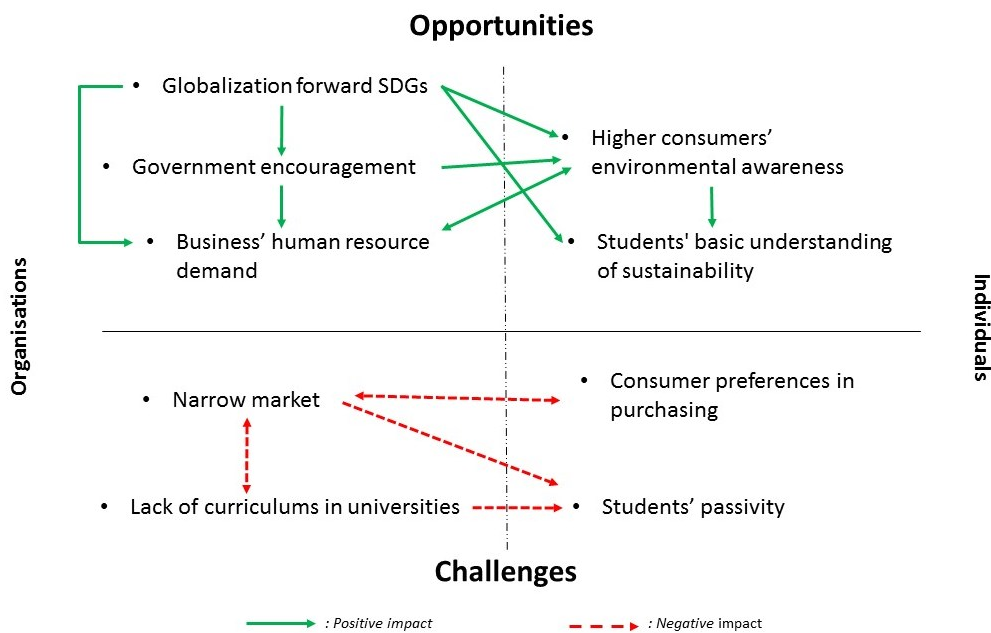 Opportunities
• Globalization forward SDGs
• Higher consumers’
environmental awareness
• Government encouragement
• Business’ human resource
demand
• Students' basic understanding
of sustainability
Organisations
Individuals
• Narrow market
• Consumer preferences in
purchasing
• Lack of curriculums in universities
• Students’ passivity
Challenges
: Positive impact
: Negative impact